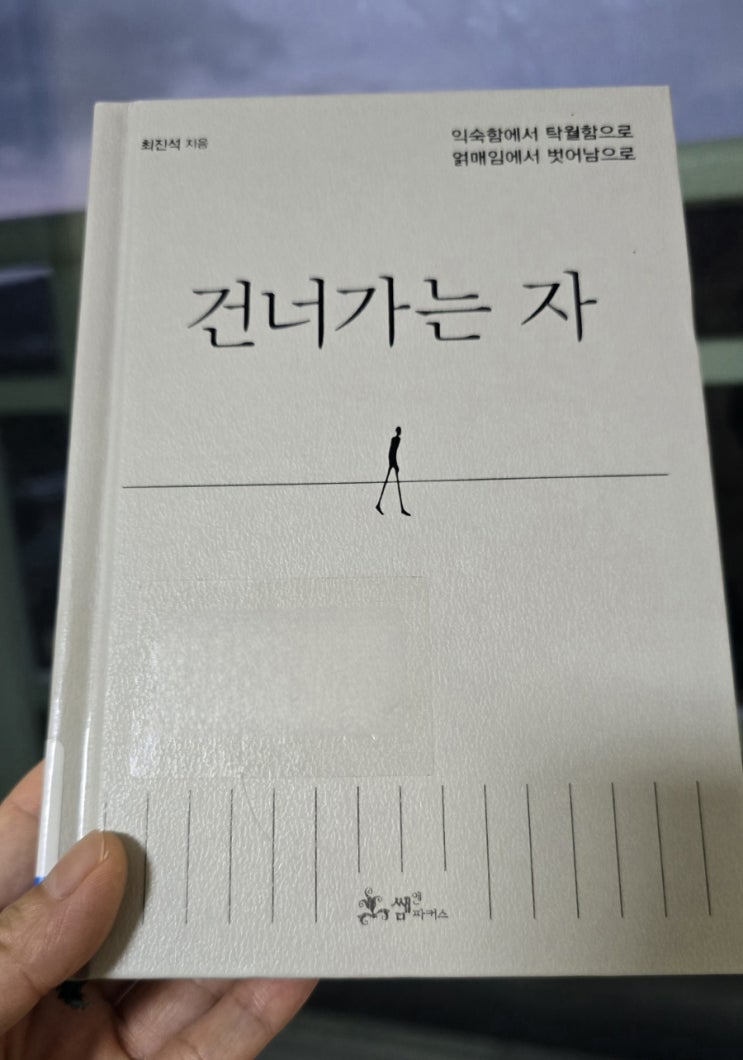 최진석 지음
익숙함에서 탁월함으로
얽매임에서 벗어남으로
건너가는 자
쌤앤파커스